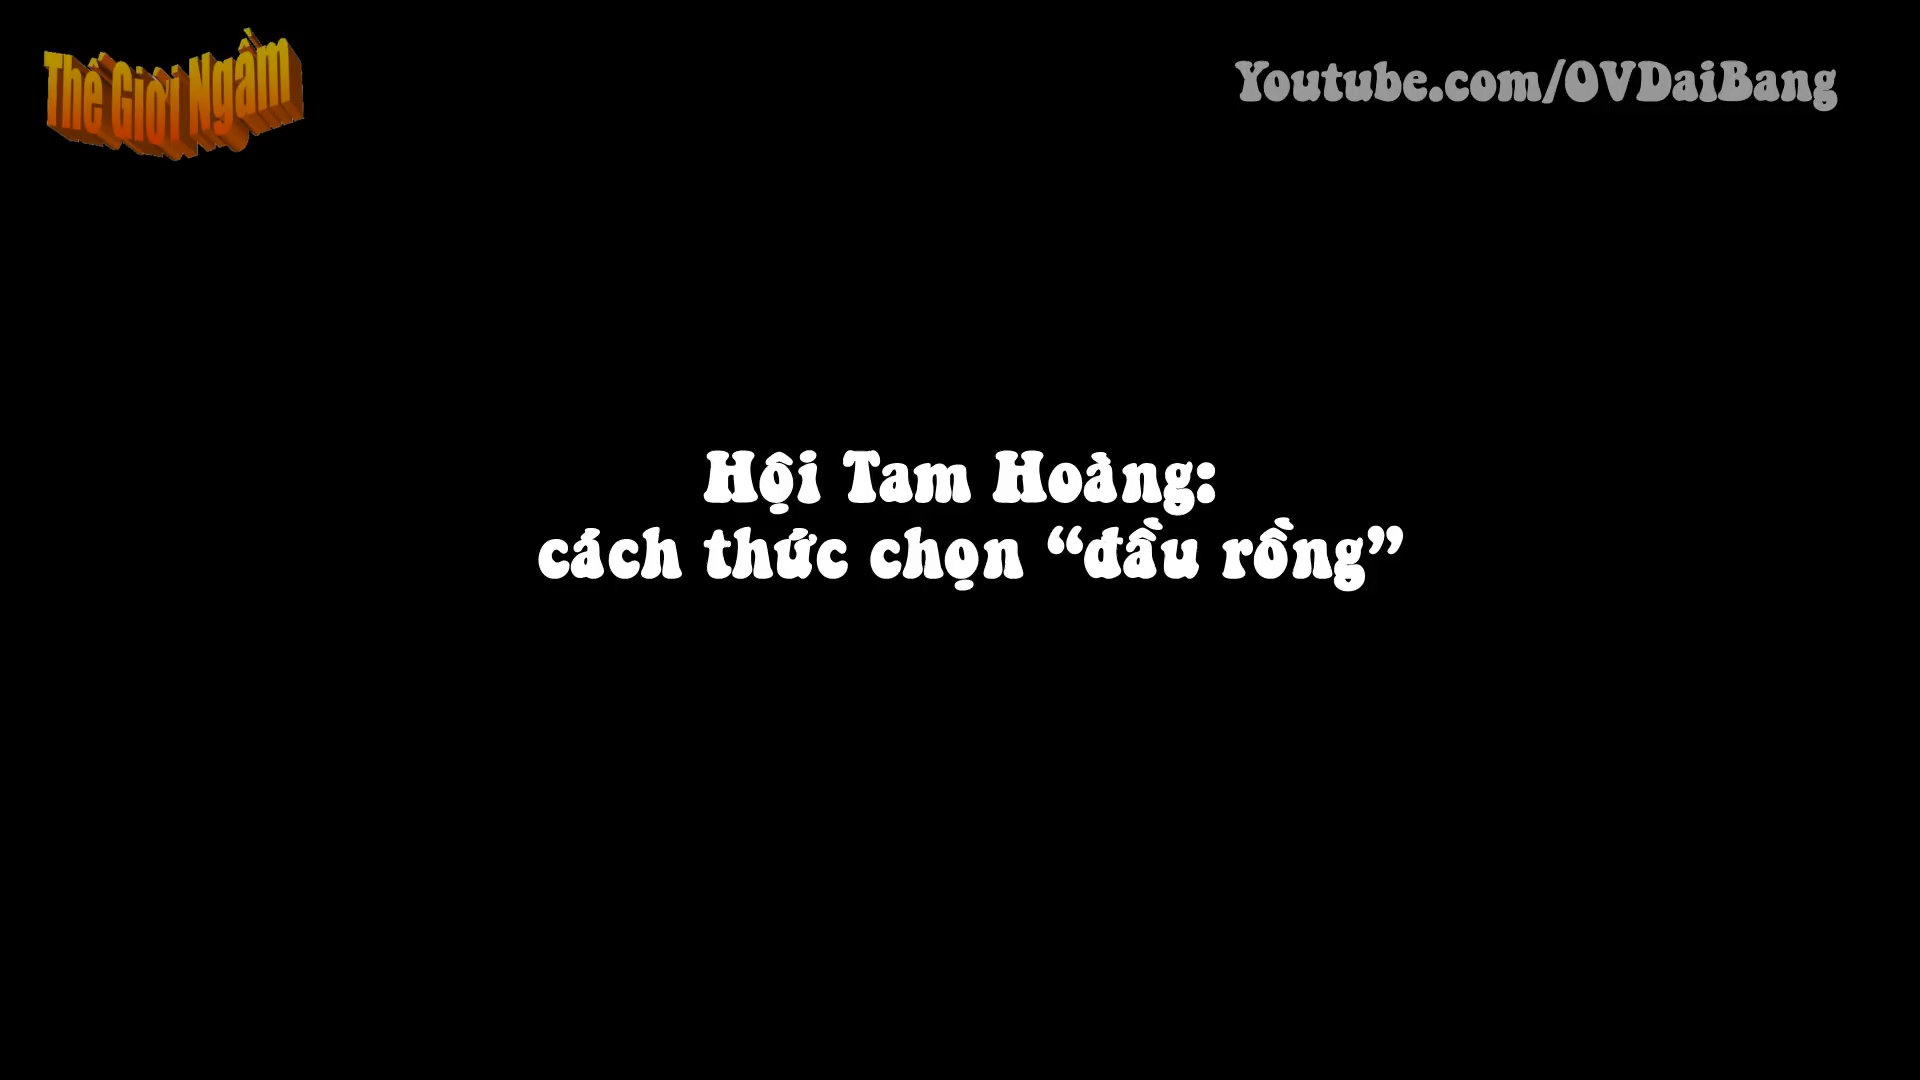 Thế Giới Ngầm
Youtube.com/OVDaiBang
Hội Tam Hoàng:
cách thức chọn “đầu rồng”